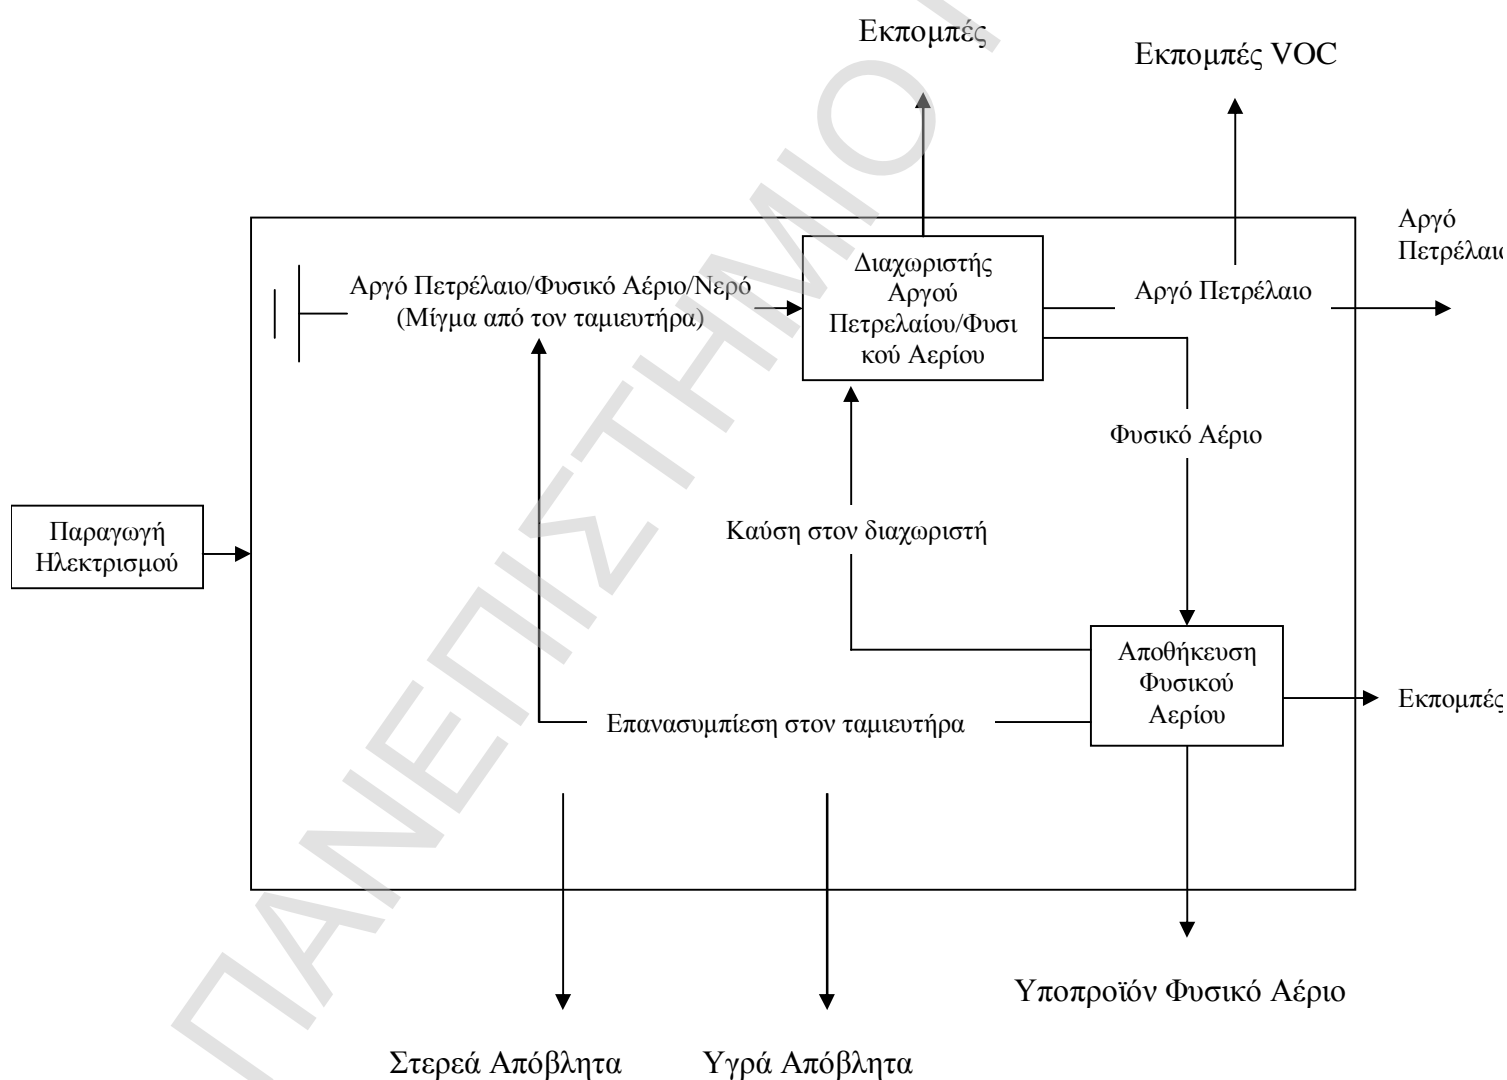 Εκπομπές
Εκπομπές VOC
Αργό
Πετρέλαιο
Αργό Πετρέλαιο/Φυσικό Αέριο/Νερό
(Μίγμα από τον ταμιευτήρα)
Διαχωριστής
Αργού
Πετρελαίου/Φυσι
κού Αερίου
Αργό Πετρέλαιο
Φυσικό Αέριο
Παραγωγή
Ηλεκτρισμού
Καύση στον διαχωριστή
Αποθήκευση
Φυσικού
Αερίου
Εκπομπές
Επανασυμπίεση στον ταμιευτήρα
Υποπροϊόν Φυσικό Αέριο
Στερεά Απόβλητα
Υγρά Απόβλητα
ΠΑΝΕΠΙΣΤΗΜΙΟ